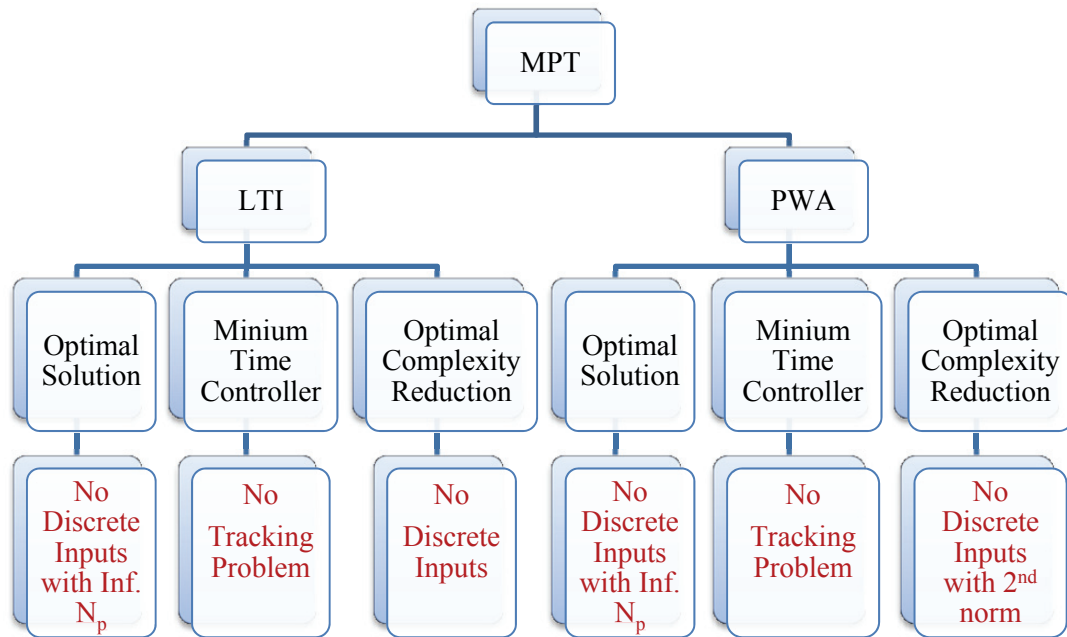 MPT
LTI
PWA
Optimal
Solution
Minium
Time
Controller
Optimal
Complexity
Reduction
Optimal
Solution
Minium
Time
Controller
Optimal
Complexity
Reduction
No
Discrete
Inputs
with Inf.
Np
No
Tracking
Problem
No
Discrete
Inputs
No
Discrete
Inputs
with Inf.
Np
No
Tracking
Problem
No
Discrete
Inputs
with 2nd
norm